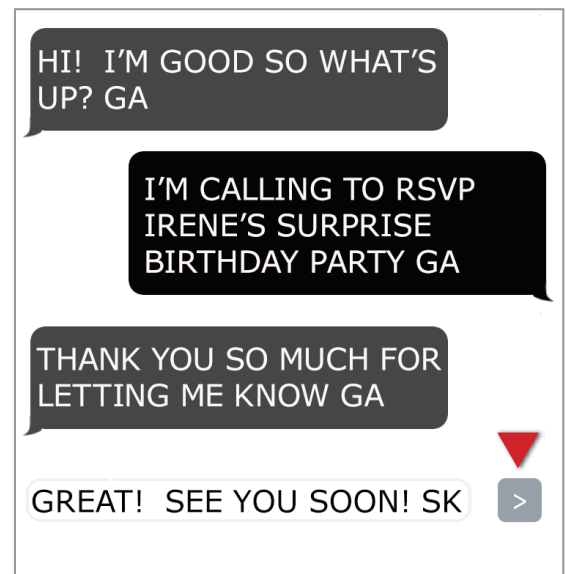 HI!  I’M GOOD SO WHAT’S
UP? GA
I’M CALLING TO RSVP
IRENE’S SURPRISE
BIRTHDAY PARTY GA
THANK YOU SO MUCH FOR
LETTING ME KNOW GA
GREAT!  SEE YOU SOON! SK >